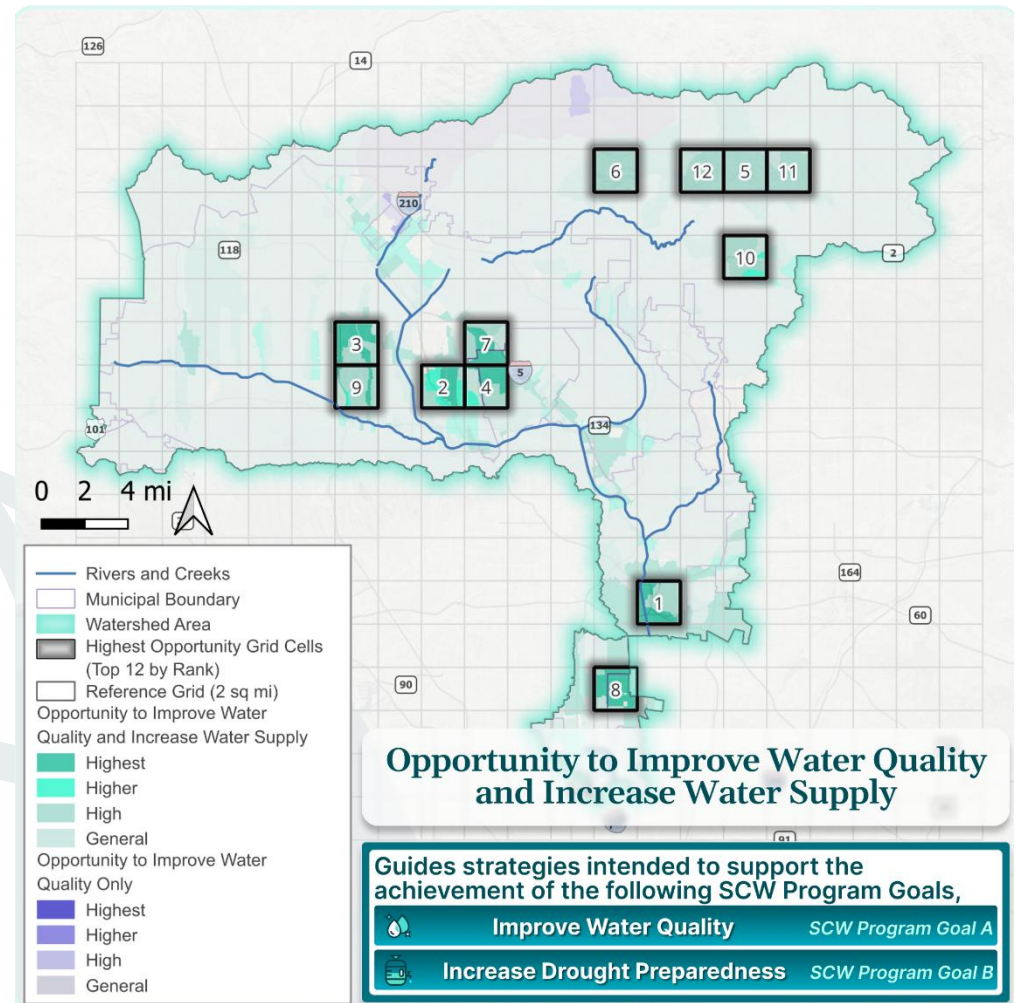 126
14
6
12
5
11
210
118
10
2
3
7
9
2
4
5
134
101
0 2 4 mi
1
164
60
90
8
Rivers and Creeks
Municipal Boundary
Watershed Area
Highest Opportunity Grid Cells
(Top 12 by Rank)
Reference Grid (2 sq mi)
Opportunity to Improve Water
Quality and Increase Water Supply
Highest
Higher
High
General
Opportunity to Improve Water
Quality Only
Highest
Higher
High
General
Opportunity to Improve Water Quality
and Increase Water Supply
91
Guides strategies intended to support the
achievement of the following SCW Program Goals,
Improve Water Quality SCW Program Goal A
Increase Drought Preparedness SCW Program Goal B